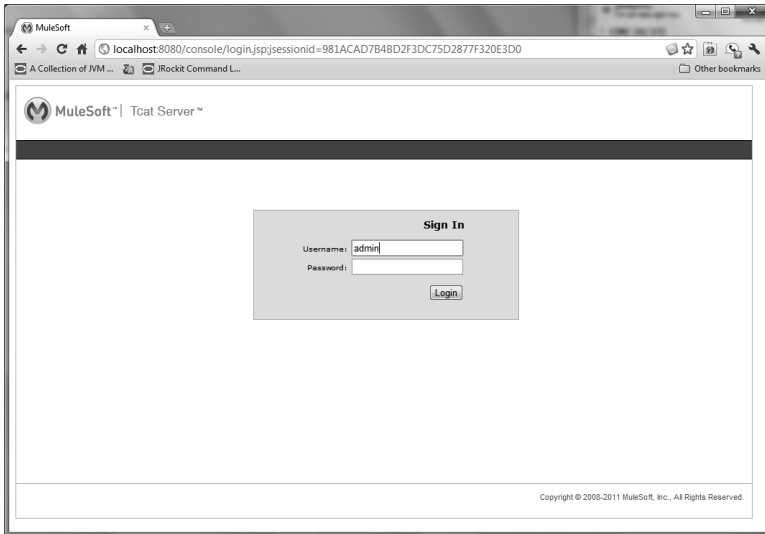 MuleSoft
localhost:8080/console/login.jsp;jsessionid=981ACAD7B4BD2F3DC75D2877F320E3D0
A Collection of JVM ... JRockit Command L... Other bookmarks
MuleSoft™ | Tcat Server™
Sign In
Username: admin
Password:
Login
Copyright © 2008-2011 MuleSoft, Inc., All Rights Reserved.